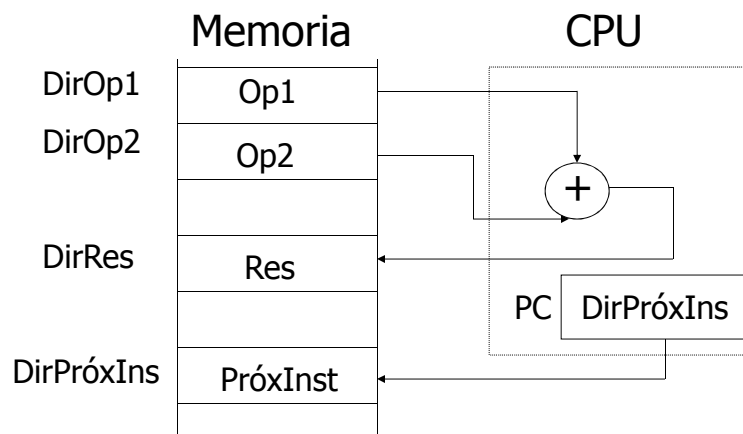 Memoria
CPU
DirOp1
Op1
DirOp2
Op2
+
DirRes
Res
PC
DirPróxIns
DirPróxIns
PróxInst